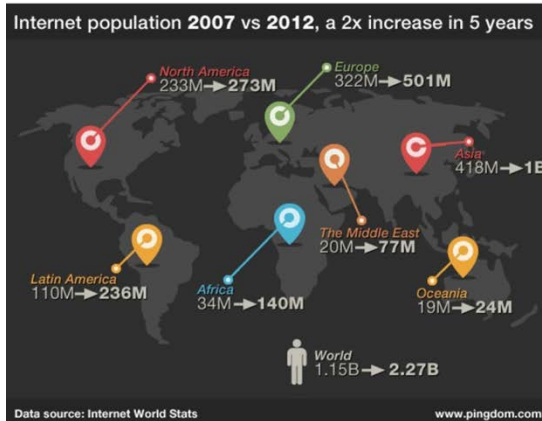 Internet population 2007 vs 2012, a 2x increase in 5 years
North America
233M→273M
Europe
322M→501M
Asia
418M→1B
The Middle East
20M→77M
Latin America
110M→236M
Africa
34M→140M
Oceania
19M→24M
World
1.15B→2.27B
Data source: Internet World Stats
www.pingdom.com